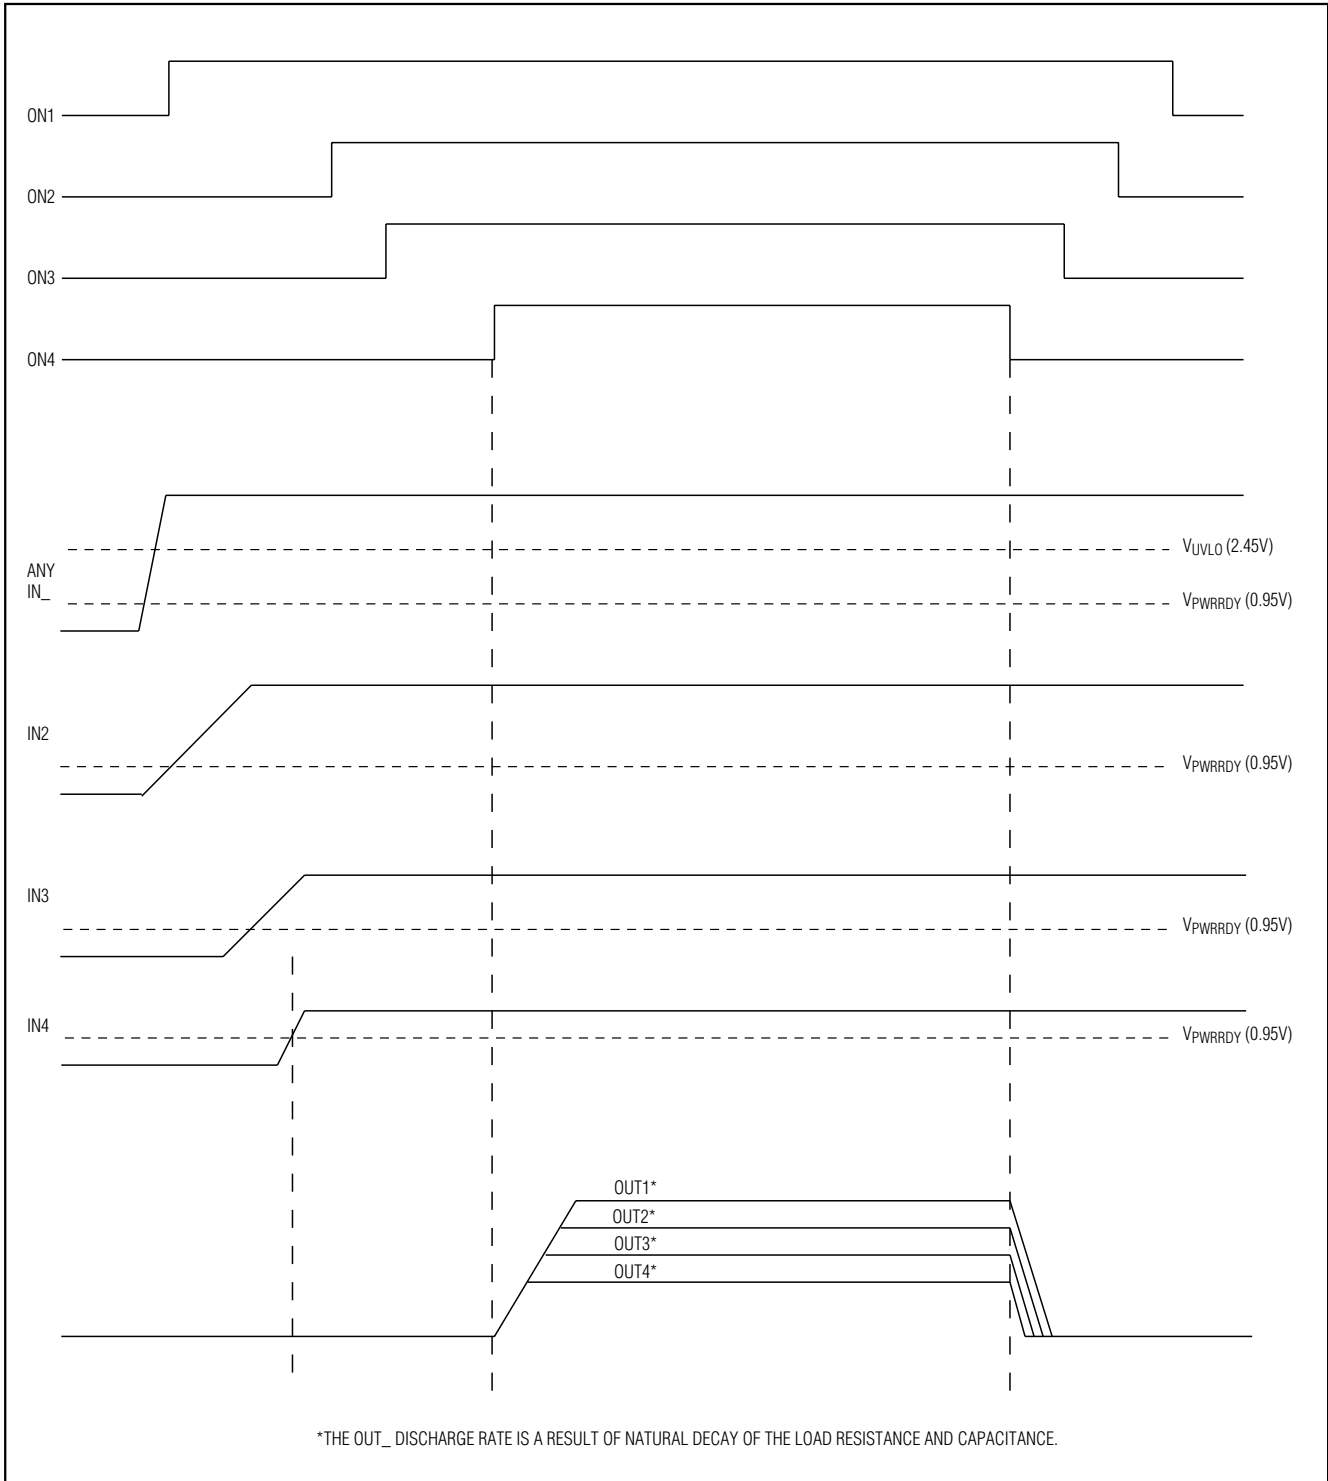 ON1
ON2
ON3
ON4
VUVLO (2.45V)
ANY
IN_
VPWRRDY (0.95V)
IN2
VPWRRDY (0.95V)
IN3
VPWRRDY (0.95V)
IN4
VPWRRDY (0.95V)
OUT1*
OUT2*
OUT3*
OUT4*
*THE OUT_ DISCHARGE RATE IS A RESULT OF NATURAL DECAY OF THE LOAD RESISTANCE AND CAPACITANCE.